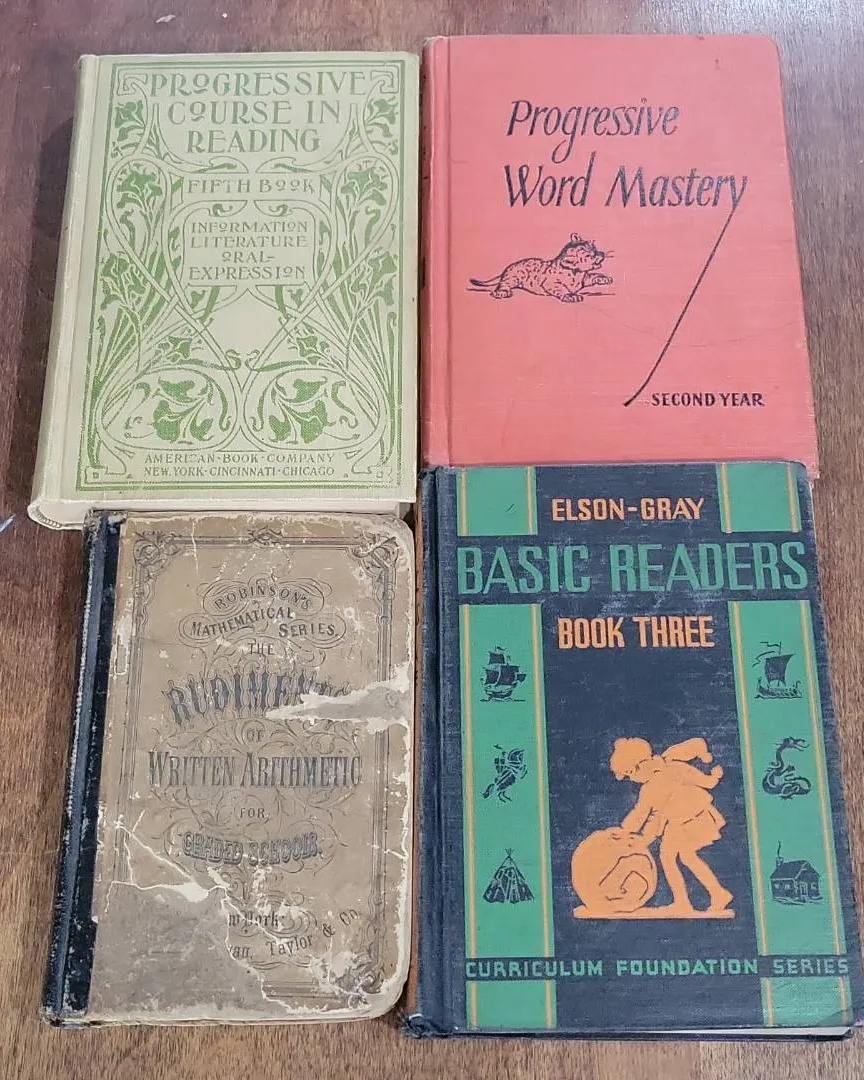 PROGRESSIVE
COURSE IN
READING
FIFTH BOOK
INFORMATION
LITERATURE
ORAL-
EXPRESSION
AMERICAN·BOOK·COMPANY
NEW.YORK·CINCINNATI·CHICAGO
Progressive
Word Mastery
SECOND YEAR
ROBINSON'S
MATHEMATICAL SERIES.
THE
RUDIMEN
OF
WRITTEN ARITHMETIC
FOR
GRADED SCHOOLS.
Taylor & Co
ELSON-GRAY
BASIC READERS
BOOK THREE
CURRICULUM FOUNDATION SERIES